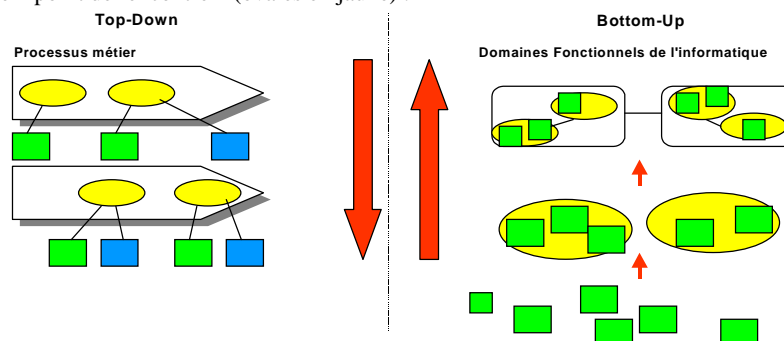 Top-Down
Bottom-Up
Processus métier
Domaines Fonctionnels de l'informatique